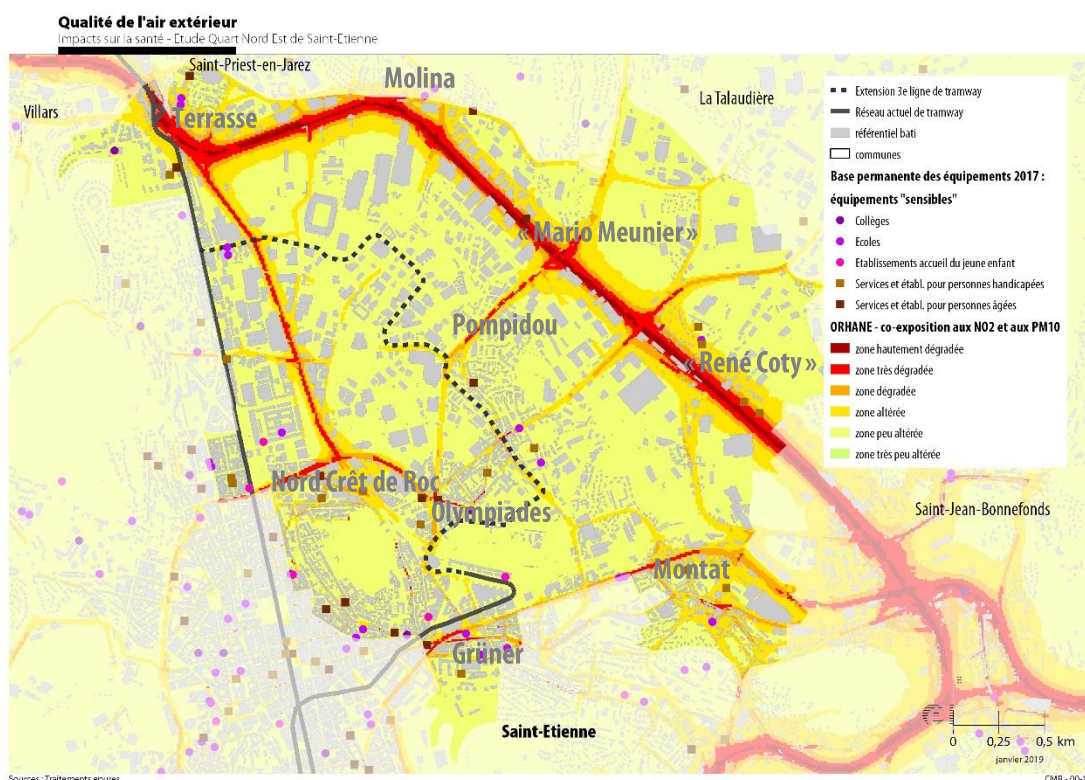 Qualité de l'air extérieur
Impacts sur la santé - Etude Quart Nord Est de Saint-Etienne
Saint-Priest-en-Jarez
Molina
Villars
Terrasse
La Talaudière
« Mario Meunier »
Pompidou
« René Coty »
Nord Crêt de Roc
Olympiades
Saint-Jean-Bonnefonds
Montat
Grüner
Saint-Etienne
Extension 3e ligne de tramway
Réseau actuel de tramway
référentiel bati
communes
Base permanente des équipements 2017 :
équipements "sensibles"
Collèges
Ecoles
Etablissements accueil du jeune enfant
Services et établ. pour personnes handicapées
Services et établ. pour personnes âgées
ORHANE - co-exposition aux NO2 et aux PM10
zone hautement dégradée
zone très dégradée
zone dégradée
zone altérée
zone peu altérée
zone très peu altérée
0 0,25 0,5 km
janvier 2019
Sources : Traitements epures